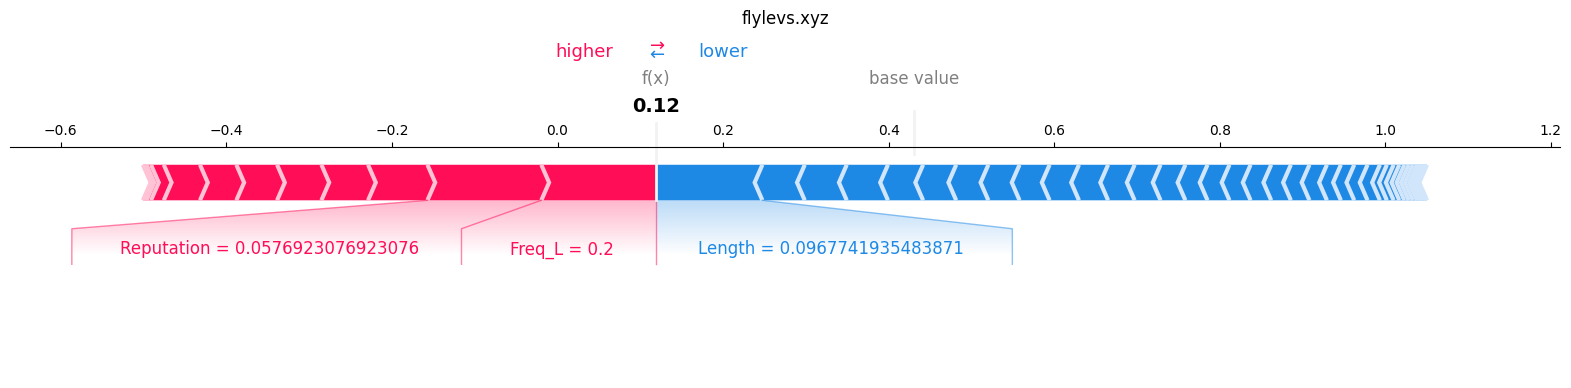 flylevs.xyz
higher ⇄ lower
f(x) base value
0.12
−0.6 −0.4 −0.2 0.0 0.2 0.4 0.6 0.8 1.0 1.2
Reputation = 0.0576923076923076 Freq_L = 0.2 Length = 0.0967741935483871